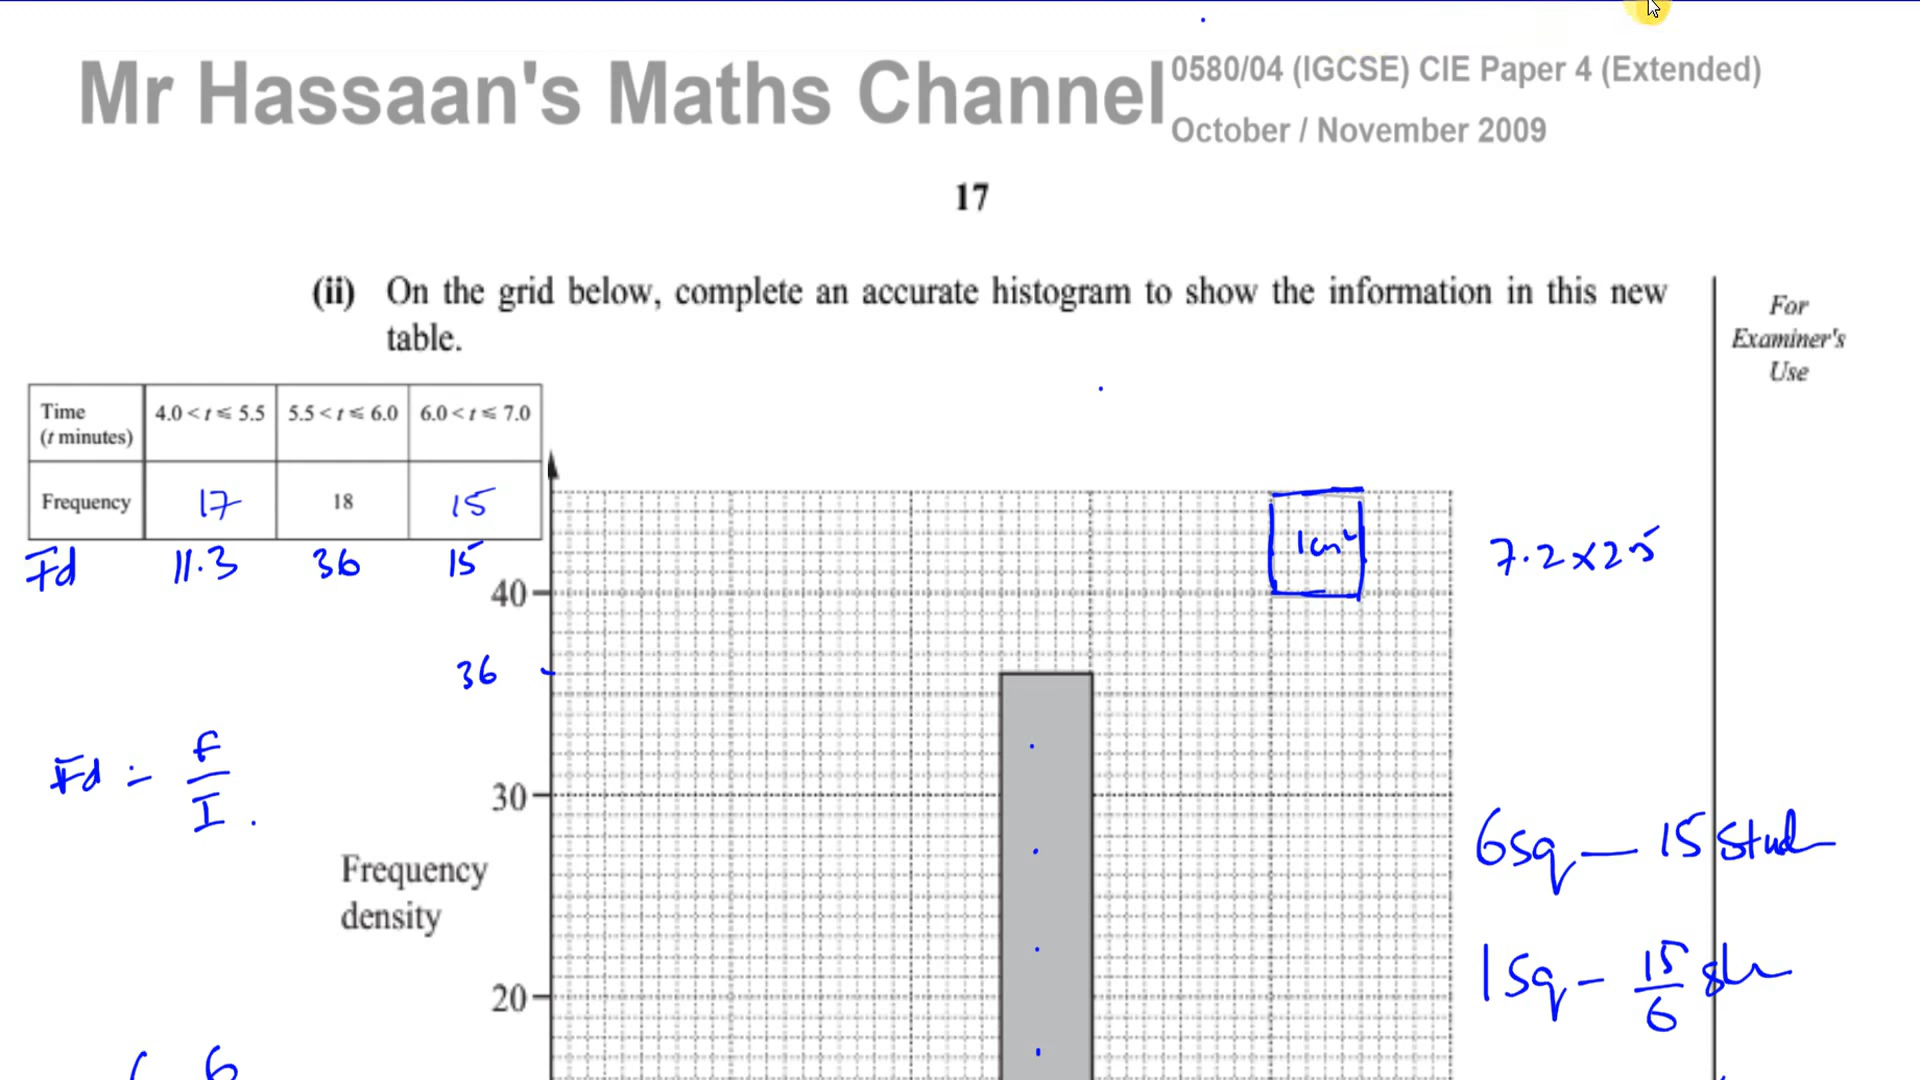 Mr Hassaan's Maths Channel
0580/04 (IGCSE) CIE Paper 4 (Extended)
October / November 2009
17
(ii) On the grid below, complete an accurate histogram to show the information in this new
table.
For
Examiner's
Use
Time
(t minutes)
4.0 < t ⩽ 5.5
5.5 < t ⩽ 6.0
6.0 < t ⩽ 7.0
Frequency 17 18 15
Fd 11.3 36 15
1cm²
7.2×2.5
40
36
Fd = F/I.
30
Frequency
density
6sq — 15 Stud
1Sq - 15/6
20
6